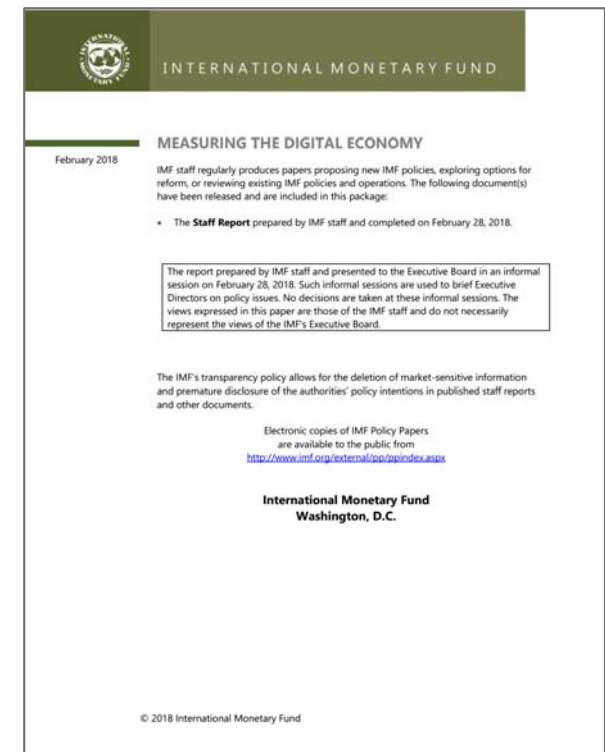 INTERNATIONAL MONETARY FUND
MEASURING THE DIGITAL ECONOMY
February 2018
IMF staff regularly produces papers proposing new IMF policies, exploring options for
reform, or reviewing existing IMF policies and operations. The following document(s)
have been released and are included in this package:
• The Staff Report prepared by IMF staff and completed on February 28, 2018.
The report prepared by IMF staff and presented to the Executive Board in an informal
session on February 28, 2018. Such informal sessions are used to brief Executive
Directors on policy issues. No decisions are taken at these informal sessions. The
views expressed in this paper are those of the IMF staff and do not necessarily
represent the views of the IMF's Executive Board.
The IMF's transparency policy allows for the deletion of market-sensitive information
and premature disclosure of the authorities' policy intentions in published staff reports
and other documents.
Electronic copies of IMF Policy Papers
are available to the public from
http://www.imf.org/external/pp/ppindex.aspx
International Monetary Fund
Washington, D.C.
© 2018 International Monetary Fund